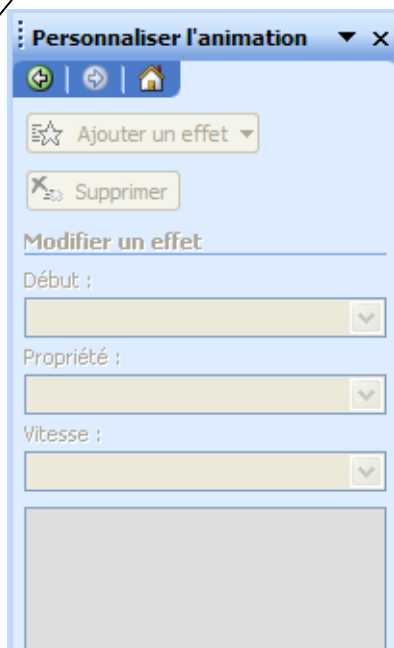 Personnaliser l'animation
Ajouter un effet
Supprimer
Modifier un effet
Début :
Propriété :
Vitesse :